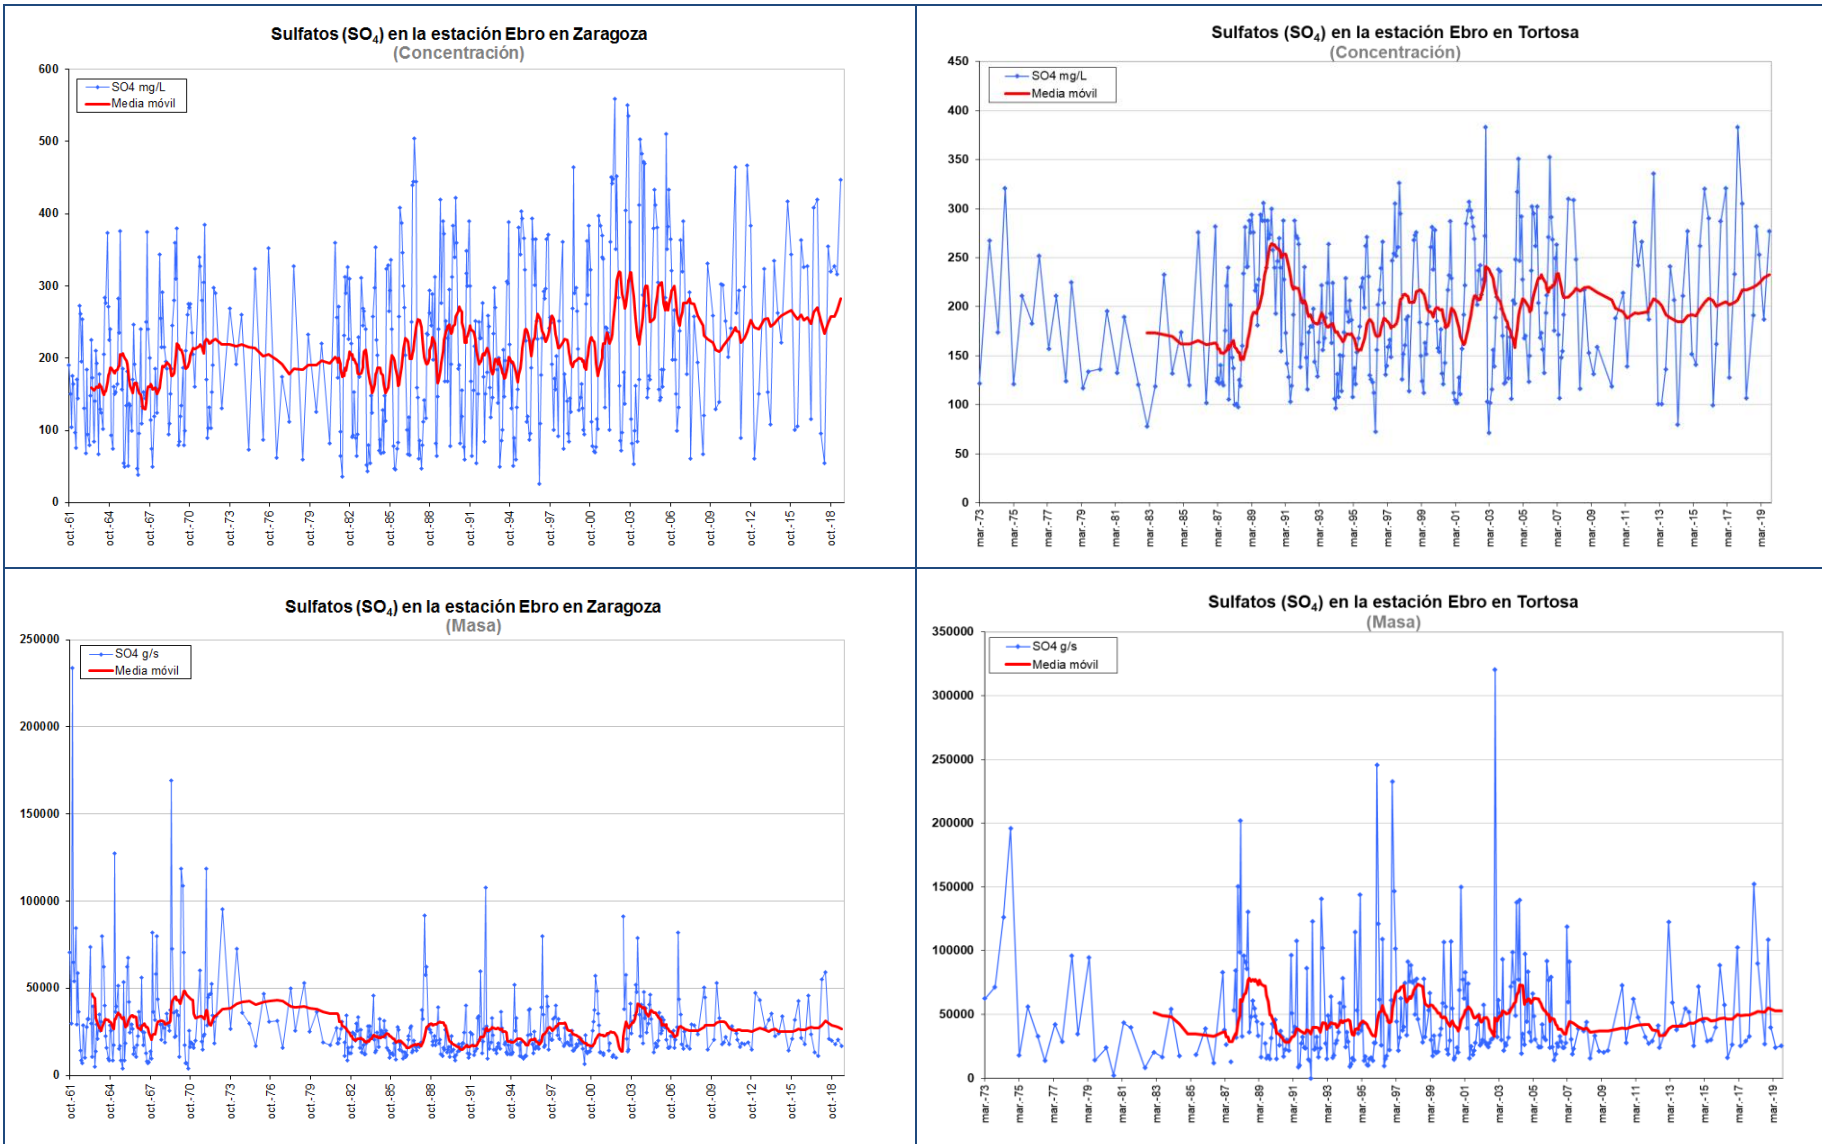 Sulfatos (SO4) en la estación Ebro en Zaragoza
(Concentración)
SO4 mg/L
Media móvil
600
500
400
300
200
100
0
oct.-61
oct.-64
oct.-67
oct.-70
oct.-73
oct.-76
oct.-79
oct.-82
oct.-85
oct.-88
oct.-91
oct.-94
oct.-97
oct.-00
oct.-03
oct.-06
oct.-09
oct.-12
oct.-15
oct.-18
Sulfatos (SO4) en la estación Ebro en Tortosa
(Concentración)
SO4 mg/L
Media móvil
450
400
350
300
250
200
150
100
50
0
mar.-73
mar.-75
mar.-77
mar.-79
mar.-81
mar.-83
mar.-85
mar.-87
mar.-89
mar.-91
mar.-93
mar.-95
mar.-97
mar.-99
mar.-01
mar.-03
mar.-05
mar.-07
mar.-09
mar.-11
mar.-13
mar.-15
mar.-17
mar.-19
Sulfatos (SO4) en la estación Ebro en Zaragoza
(Masa)
SO4 g/s
Media móvil
250000
200000
150000
100000
50000
0
oct.-61
oct.-64
oct.-67
oct.-70
oct.-73
oct.-76
oct.-79
oct.-82
oct.-85
oct.-88
oct.-91
oct.-94
oct.-97
oct.-00
oct.-03
oct.-06
oct.-09
oct.-12
oct.-15
oct.-18
Sulfatos (SO4) en la estación Ebro en Tortosa
(Masa)
SO4 g/s
Media móvil
350000
300000
250000
200000
150000
100000
50000
0
mar.-73
mar.-75
mar.-77
mar.-79
mar.-81
mar.-83
mar.-85
mar.-87
mar.-89
mar.-91
mar.-93
mar.-95
mar.-97
mar.-99
mar.-01
mar.-03
mar.-05
mar.-07
mar.-09
mar.-11
mar.-13
mar.-15
mar.-17
mar.-19